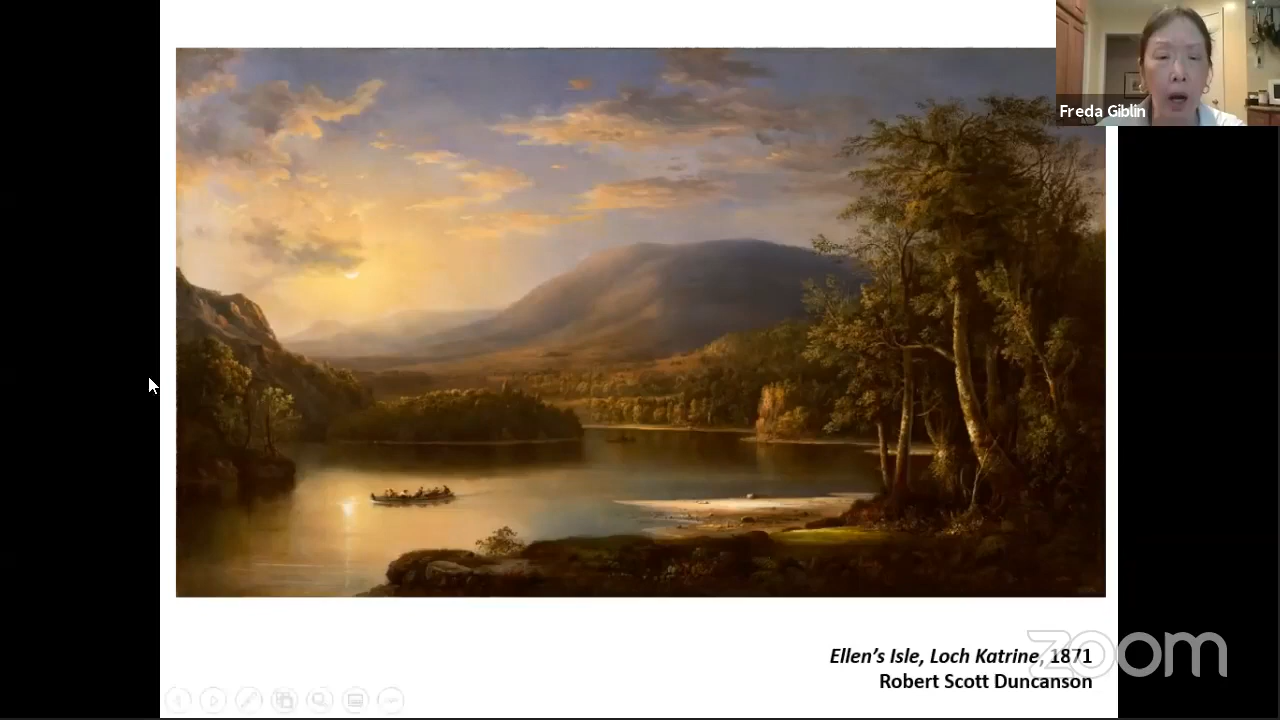 Freda Giblin
Ellen's Isle, Loch Katrine, 1871
Robert Scott Duncanson
zoom